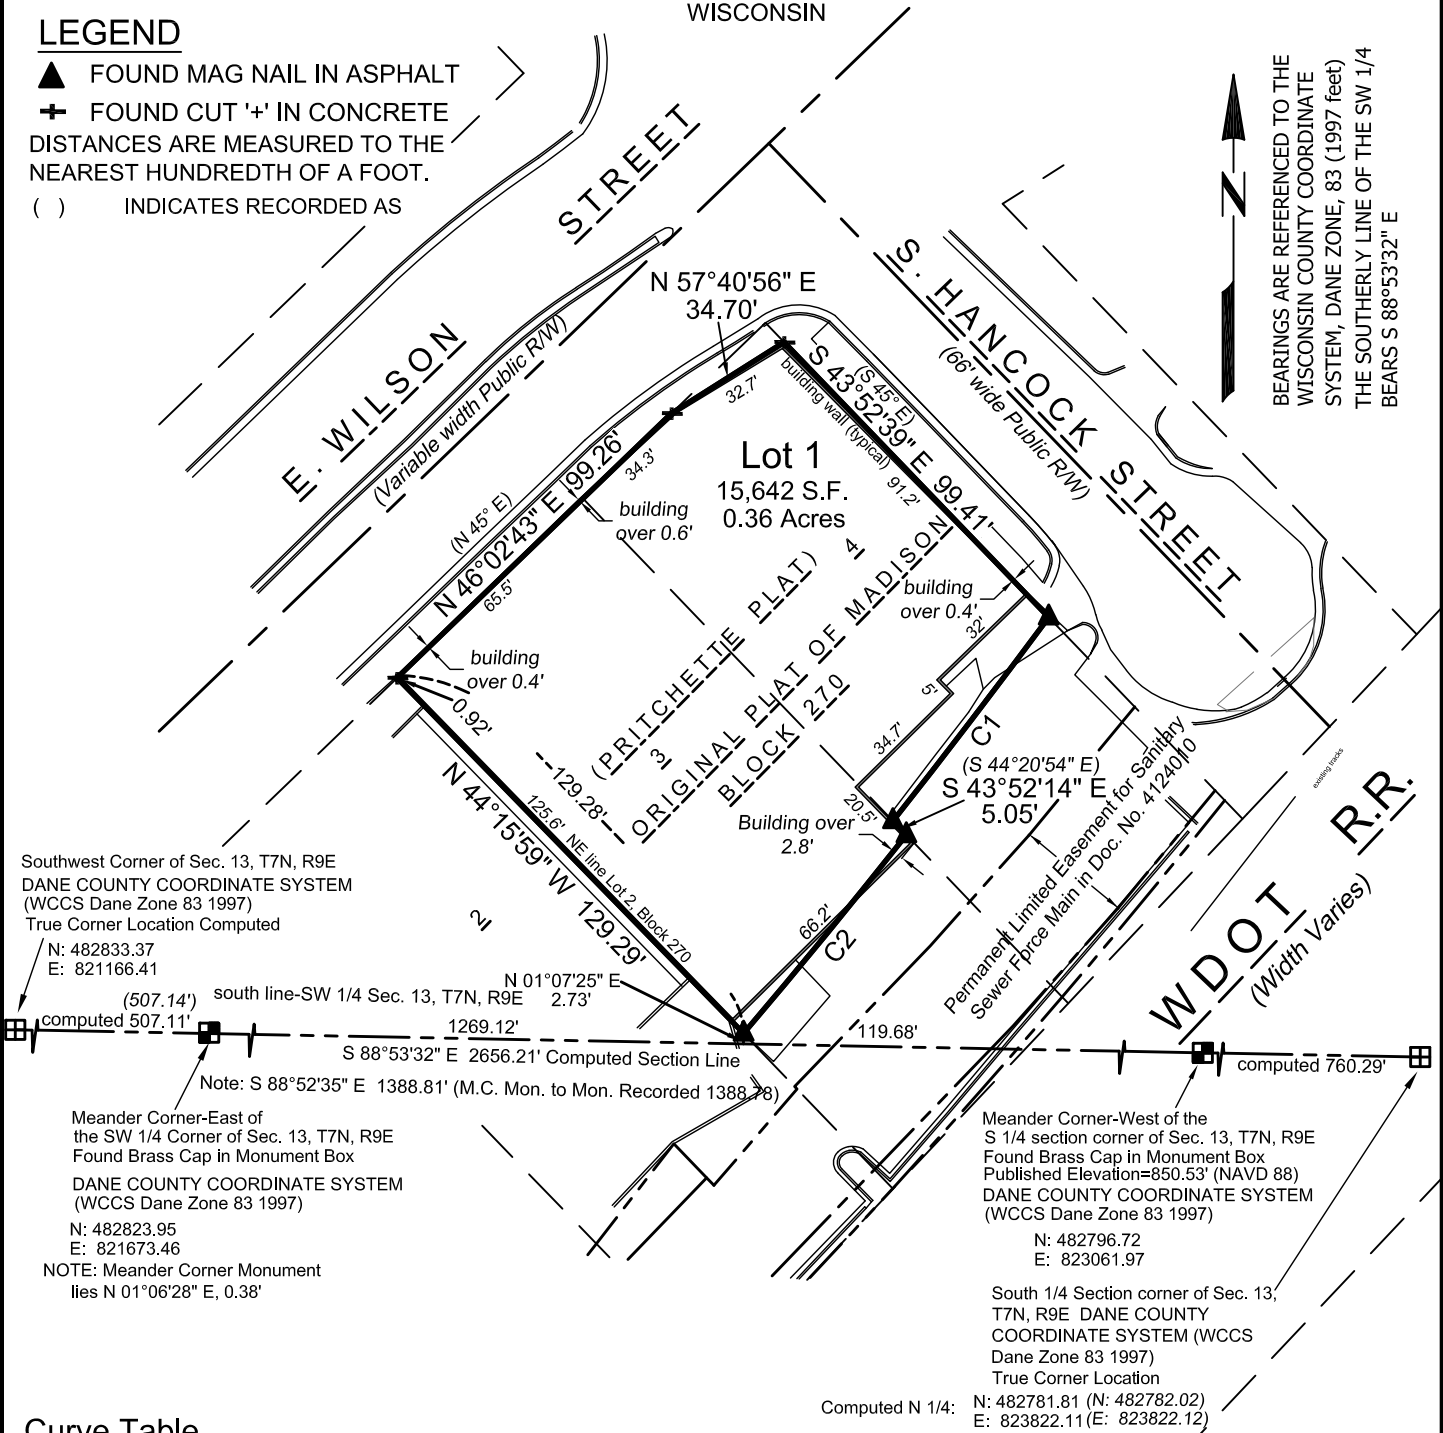 WISCONSIN
LEGEND
FOUND MAG NAIL IN ASPHALT
FOUND CUT '+' IN CONCRETE
DISTANCES ARE MEASURED TO THE
NEAREST HUNDREDTH OF A FOOT.
( ) INDICATES RECORDED AS
BEARINGS ARE REFERENCED TO THE
WISCONSIN COUNTY COORDINATE
SYSTEM, DANE ZONE, 83 (1997 feet)
THE SOUTHERLY LINE OF THE SW 1/4
BEARS S 88°53'32" E
N
E. WILSON STREET
(Variable width Public R/W)
S. HANCOCK STREET
(66' wide Public R/W)
N 57°40'56" E
34.70'
32.7'
S 43°52'39" E 99.41'
(S 45° E)
building wall (typical) 91.2'
Lot 1
15,642 S.F.
0.36 Acres
(N 45° E)
N 46°02'43" E 99.26'
34.3'
65.5'
building
over 0.6'
building
over 0.4'
building
over 0.4'
0.92'
(PRITCHETTE PLAT)
ORIGINAL PLAT OF MADISON
BLOCK 270
4
3
2
32'
5'
34.7'
20.5'
C1
(S 44°20'54" E)
S 43°52'14" E
5.05'
Building over
2.8'
66.2'
C2
129.28'
125.6' NE line Lot 2, Block 270
N 44°15'59" W 129.29'
N 01°07'25" E
2.73'
Permanent Limited Easement for Sanitary
Sewer Force Main in Doc. No. 4124010
existing tracks
WDOT R.R.
(Width Varies)
Southwest Corner of Sec. 13, T7N, R9E
DANE COUNTY COORDINATE SYSTEM
(WCCS Dane Zone 83 1997)
True Corner Location Computed
N: 482833.37
E: 821166.41
(507.14')
computed 507.11'
south line-SW 1/4 Sec. 13, T7N, R9E
1269.12'
119.68'
computed 760.29'
S 88°53'32" E 2656.21' Computed Section Line
Note: S 88°52'35" E 1388.81' (M.C. Mon. to Mon. Recorded 1388.78)
Meander Corner-East of
the SW 1/4 Corner of Sec. 13, T7N, R9E
Found Brass Cap in Monument Box
DANE COUNTY COORDINATE SYSTEM
(WCCS Dane Zone 83 1997)
N: 482823.95
E: 821673.46
NOTE: Meander Corner Monument
lies N 01°06'28" E, 0.38'
Meander Corner-West of the
S 1/4 section corner of Sec. 13, T7N, R9E
Found Brass Cap in Monument Box
Published Elevation=850.53' (NAVD 88)
DANE COUNTY COORDINATE SYSTEM
(WCCS Dane Zone 83 1997)
N: 482796.72
E: 823061.97
South 1/4 Section corner of Sec. 13,
T7N, R9E DANE COUNTY
COORDINATE SYSTEM (WCCS
Dane Zone 83 1997)
True Corner Location
Computed N 1/4: N: 482781.81 (N: 482782.02)
E: 823822.11 (E: 823822.12)
Curve Table